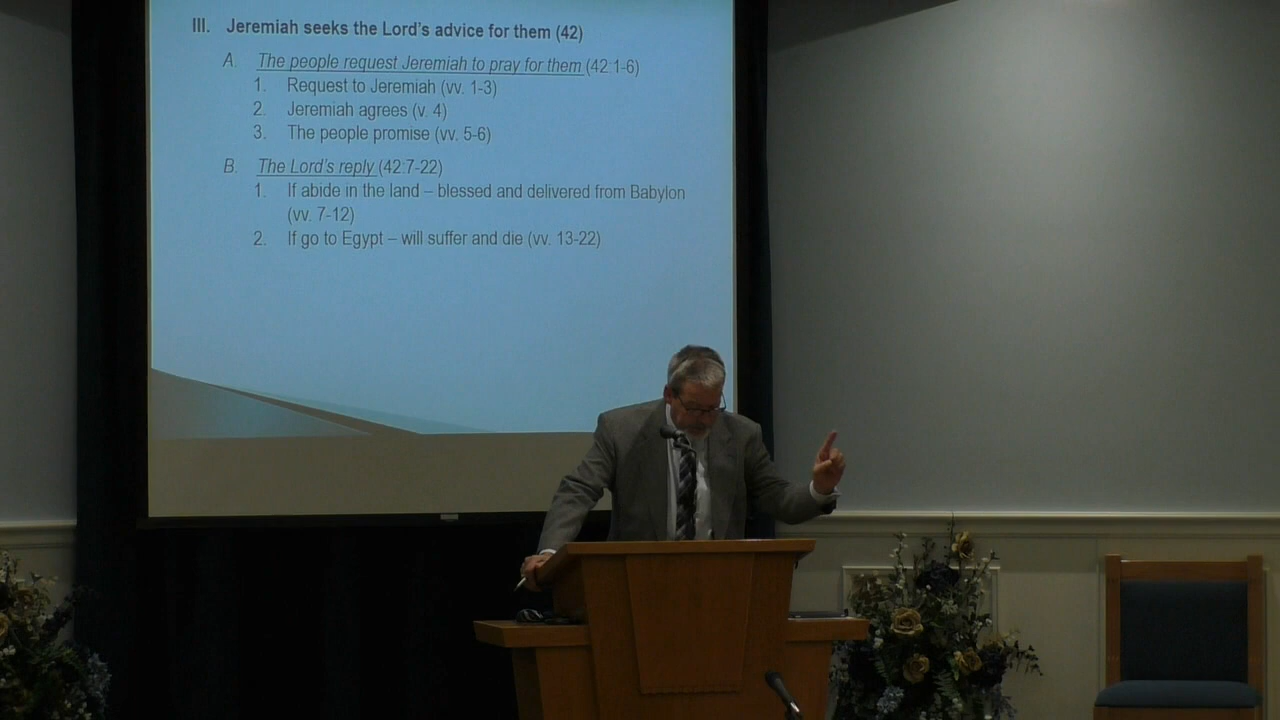 III. Jeremiah seeks the Lord's advice for them (42)
A. The people request Jeremiah to pray for them (42:1-6)
1. Request to Jeremiah (vv. 1-3)
2. Jeremiah agrees (v. 4)
3. The people promise (vv. 5-6)
B. The Lord's reply (42:7-22)
1. If abide in the land – blessed and delivered from Babylon
(vv. 7-12)
2. If go to Egypt – will suffer and die (vv. 13-22)